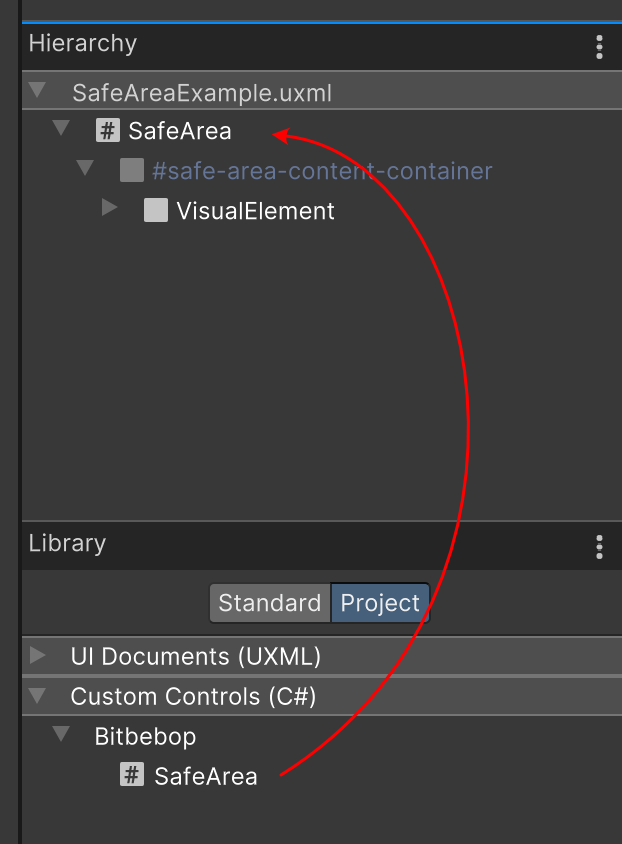 Hierarchy
SafeAreaExample.uxml
# SafeArea
#safe-area-content-container
VisualElement
Library
Standard Project
UI Documents (UXML)
Custom Controls (C#)
Bitbebop
# SafeArea